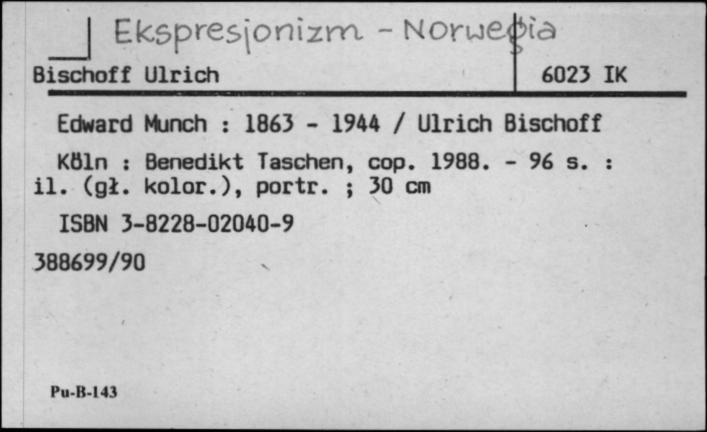 Ekspresjonizm - Norwegia
Bischoff Ulrich 6023 IK
Edward Munch : 1863 - 1944 / Ulrich Bischoff
Köln : Benedikt Taschen, cop. 1988. - 96 s. :
il. (gł. kolor.), portr. ; 30 cm
ISBN 3-8228-02040-9
388699/90
Pu-B-143